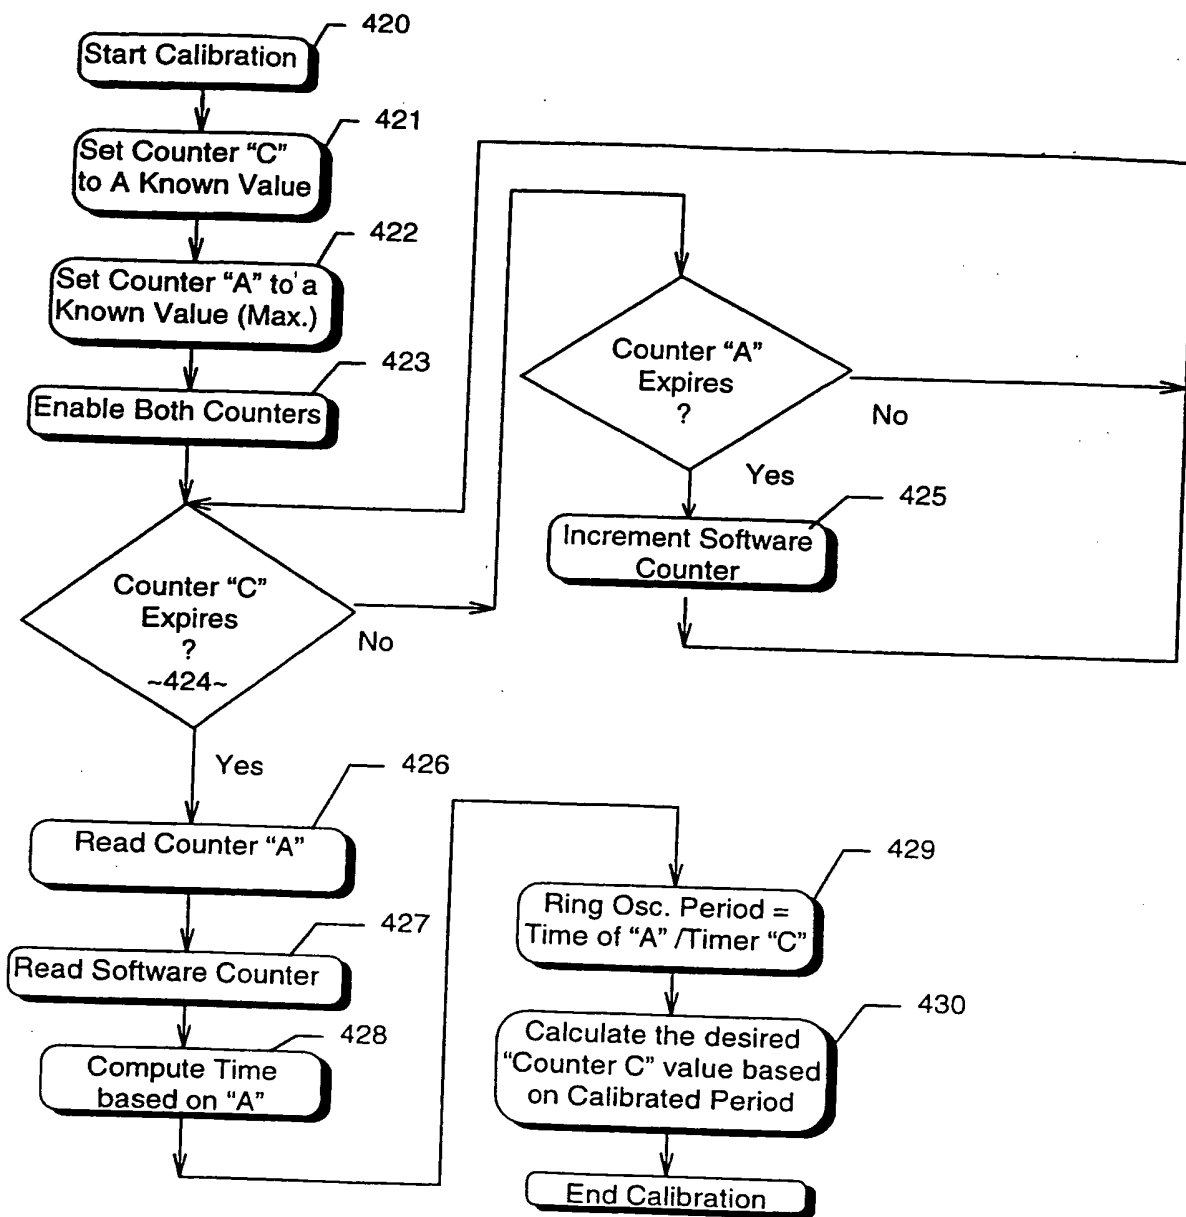 420
Start Calibration
421
Set Counter “C”
to A Known Value
422
Set Counter “A” to a
Known Value (Max.)
423
Enable Both Counters
Counter “C”
Expires
?
~424~
No
Yes
Counter “A”
Expires
?
No
Yes
425
Increment Software
Counter
426
Read Counter “A”
427
Read Software Counter
428
Compute Time
based on “A”
429
Ring Osc. Period =
Time of “A” /Timer “C”
430
Calculate the desired
“Counter C” value based
on Calibrated Period
End Calibration